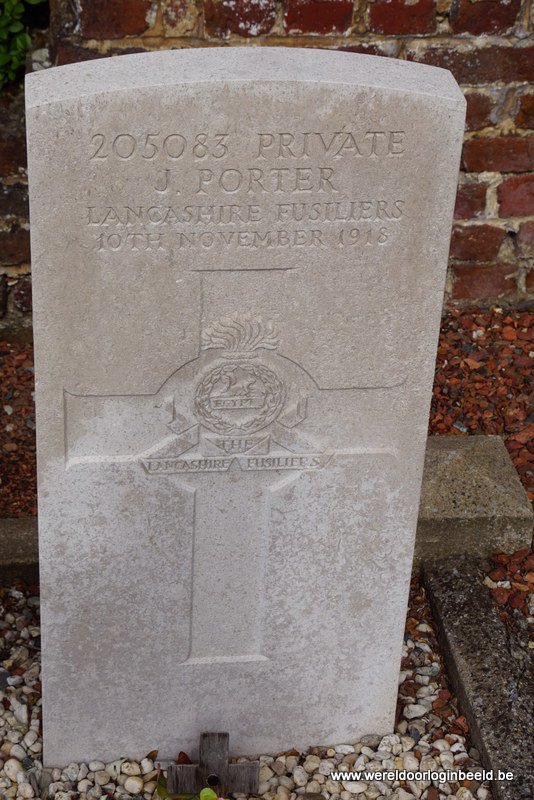 205083 PRIVATE
J. PORTER
LANCASHIRE FUSILIERS
10TH NOVEMBER 1918
EGYPT
THE
LANCASHIRE FUSILIERS
www.wereldoorloginbeeld.be